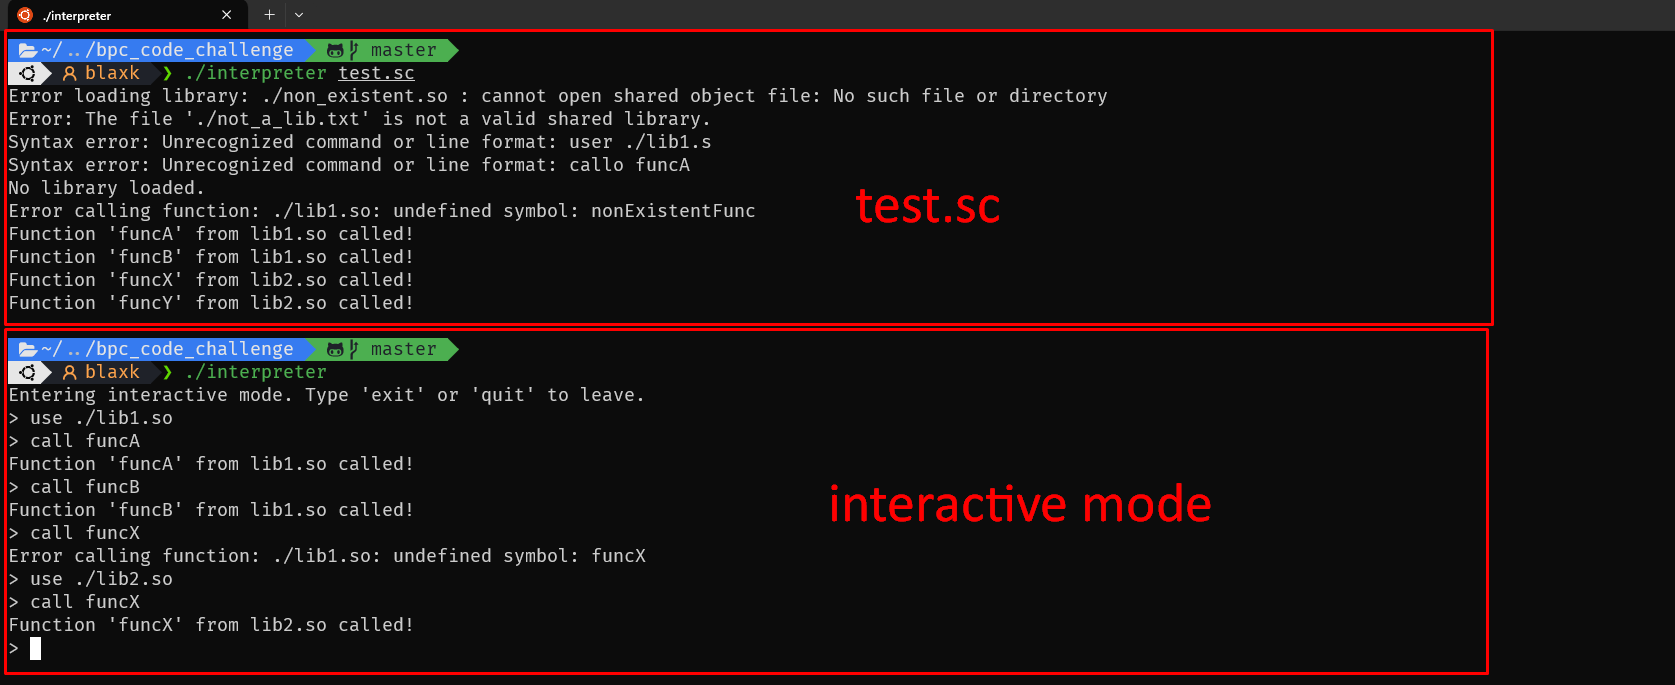 ./interpreter
~/../bpc_code_challenge master
blaxk ❯ ./interpreter test.sc
Error loading library: ./non_existent.so : cannot open shared object file: No such file or directory
Error: The file './not_a_lib.txt' is not a valid shared library.
Syntax error: Unrecognized command or line format: user ./lib1.s
Syntax error: Unrecognized command or line format: callo funcA
No library loaded.
Error calling function: ./lib1.so: undefined symbol: nonExistentFunc
test.sc
Function 'funcA' from lib1.so called!
Function 'funcB' from lib1.so called!
Function 'funcX' from lib2.so called!
Function 'funcY' from lib2.so called!
~/../bpc_code_challenge master
blaxk ❯ ./interpreter
Entering interactive mode. Type 'exit' or 'quit' to leave.
> use ./lib1.so
> call funcA
Function 'funcA' from lib1.so called!
> call funcB
Function 'funcB' from lib1.so called!
interactive mode
> call funcX
Error calling function: ./lib1.so: undefined symbol: funcX
> use ./lib2.so
> call funcX
Function 'funcX' from lib2.so called!
>